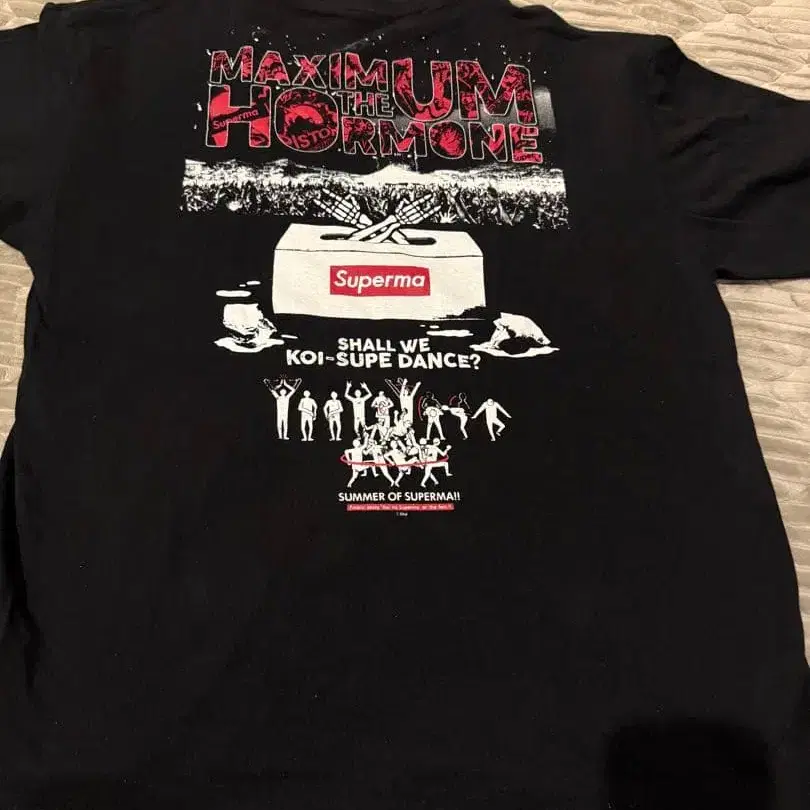 MAXIMUM
THE
HORMONE
Superma
Superma
SHALL WE
KOI-SUPE DANCE?
SUMMER OF SUPERMA!!